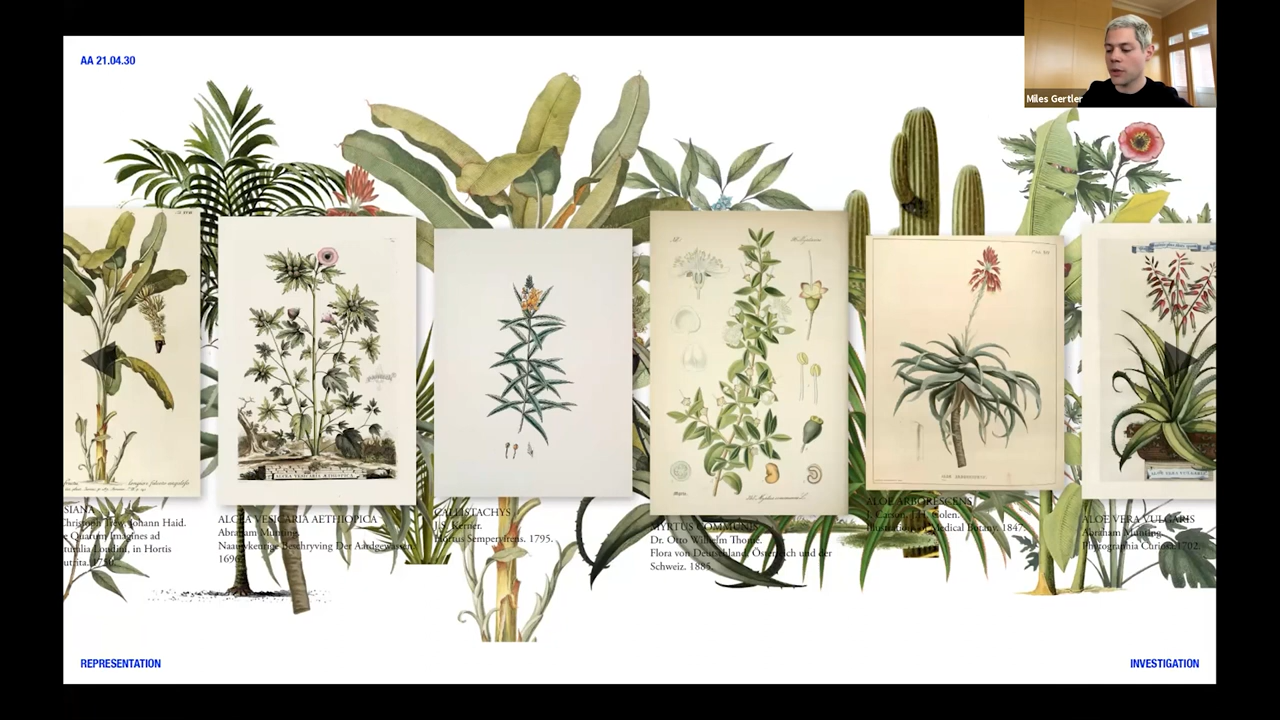 AA 21.04.30
Miles Gertler
SIANA
Christoph Trew, Johann Haid.
Quarum Imagines ad
Londini, in Hortis
ALCEA VESICARIA AETHIOPICA
Abraham Munting.
Naauwkeurige Beschryving Der Aardgewassen.
1696.
CALLISTACHYS
J.S. Kerner.
Hortus Sempervirens. 1795.
MYRTUS COMMUNIS
Dr. Otto Wilhelm Thome.
Flora von Deutschland, Österreich und der
Schweiz. 1885.
ALOE ARBORESCENS
Illustrations of Medical Botany. 1847.
ALOE VERA VULGARIS
Abraham Munting.
Phytographia Curiosa. 1702.
REPRESENTATION
INVESTIGATION